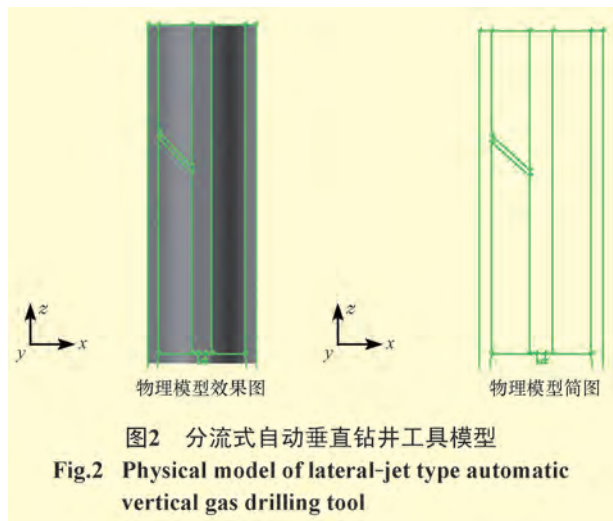 z
x
y
z
x
y
物理模型效果图
物理模型简图
图2 分流式自动垂直钻井工具模型
Fig.2 Physical model of lateral-jet type automatic
vertical gas drilling tool